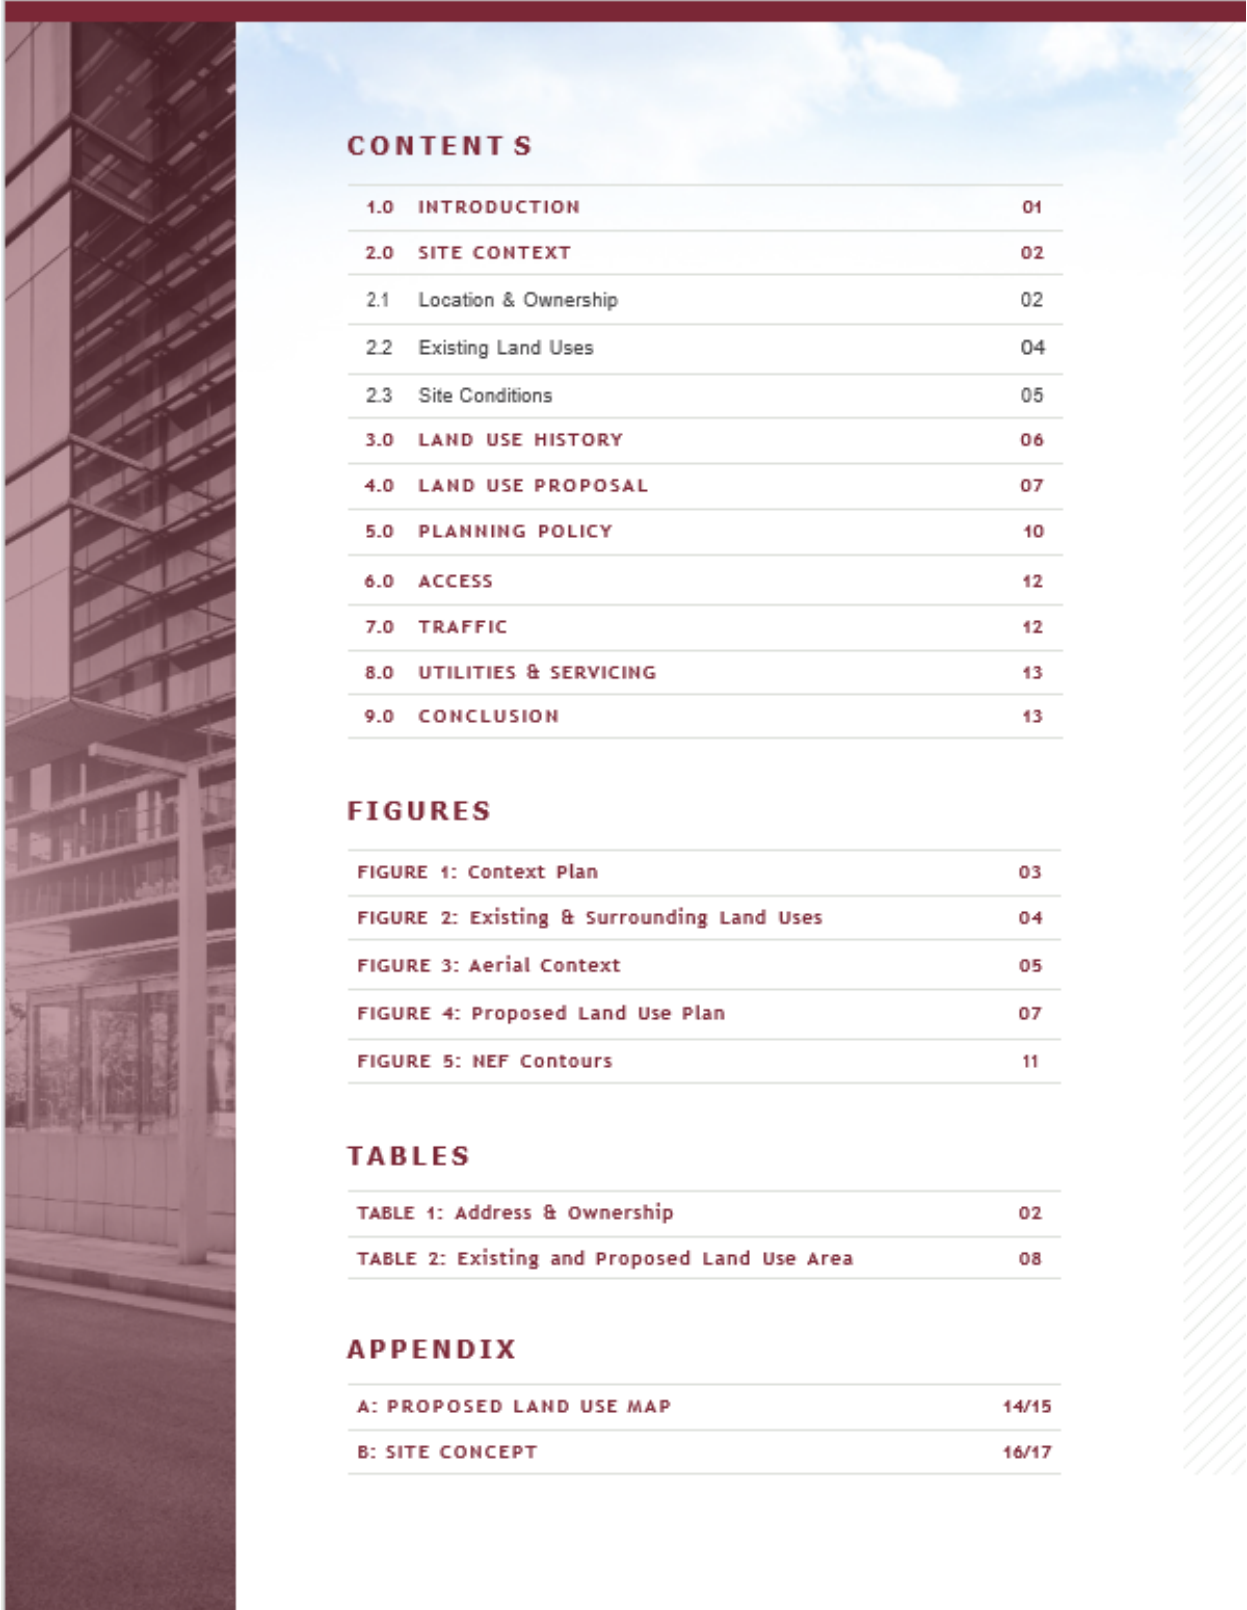 CONTENTS
1.0 INTRODUCTION 01
2.0 SITE CONTEXT 02
2.1 Location & Ownership 02
2.2 Existing Land Uses 04
2.3 Site Conditions 05
3.0 LAND USE HISTORY 06
4.0 LAND USE PROPOSAL 07
5.0 PLANNING POLICY 10
6.0 ACCESS 12
7.0 TRAFFIC 12
8.0 UTILITIES & SERVICING 13
9.0 CONCLUSION 13
FIGURES
FIGURE 1: Context Plan 03
FIGURE 2: Existing & Surrounding Land Uses 04
FIGURE 3: Aerial Context 05
FIGURE 4: Proposed Land Use Plan 07
FIGURE 5: NEF Contours 11
TABLES
TABLE 1: Address & Ownership 02
TABLE 2: Existing and Proposed Land Use Area 08
APPENDIX
A: PROPOSED LAND USE MAP 14/15
B: SITE CONCEPT 16/17